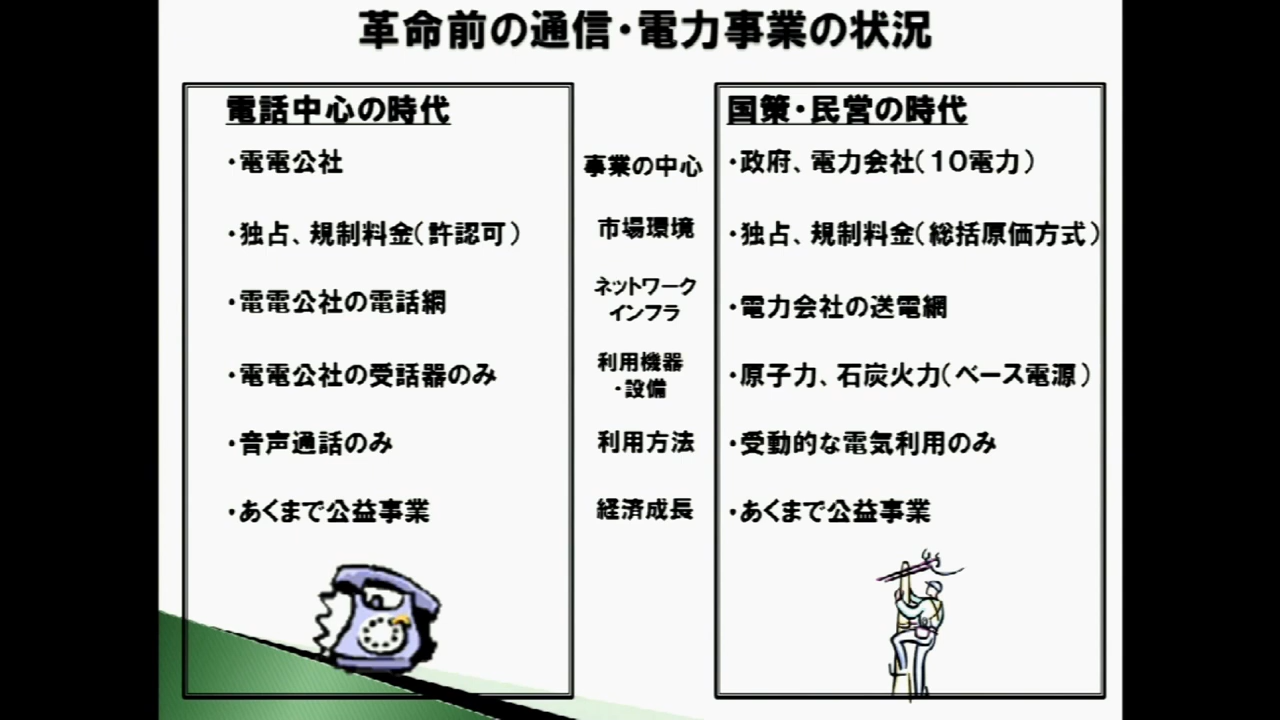 革命前の通信・電力事業の状況
電話中心の時代
・電電公社
・独占、規制料金(許認可)
・電電公社の電話網
・電電公社の受話器のみ
・音声通話のみ
・あくまで公益事業
事業の中心
市場環境
ネットワーク
インフラ
利用機器
・設備
利用方法
経済成長
国策・民営の時代
・政府、電力会社(10電力)
・独占、規制料金(総括原価方式)
・電力会社の送電網
・原子力、石炭火力(ベース電源)
・受動的な電気利用のみ
・あくまで公益事業